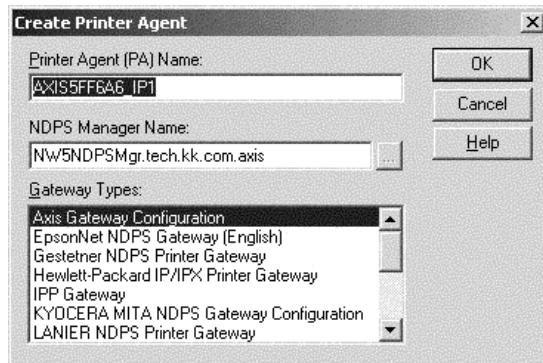 Create Printer Agent
Printer Agent (PA) Name:
AXIS5FF6A6_IP1
NDPS Manager Name:
NW5NDPSMgr.tech.kk.com.axis
...
Gateway Types:
Axis Gateway Configuration
EpsonNet NDPS Gateway (English)
Gestetner NDPS Printer Gateway
Hewlett-Packard IP/IPX Printer Gateway
IPP Gateway
KYOCERA MITA NDPS Gateway Configuration
LANIER NDPS Printer Gateway
OK
Cancel
Help